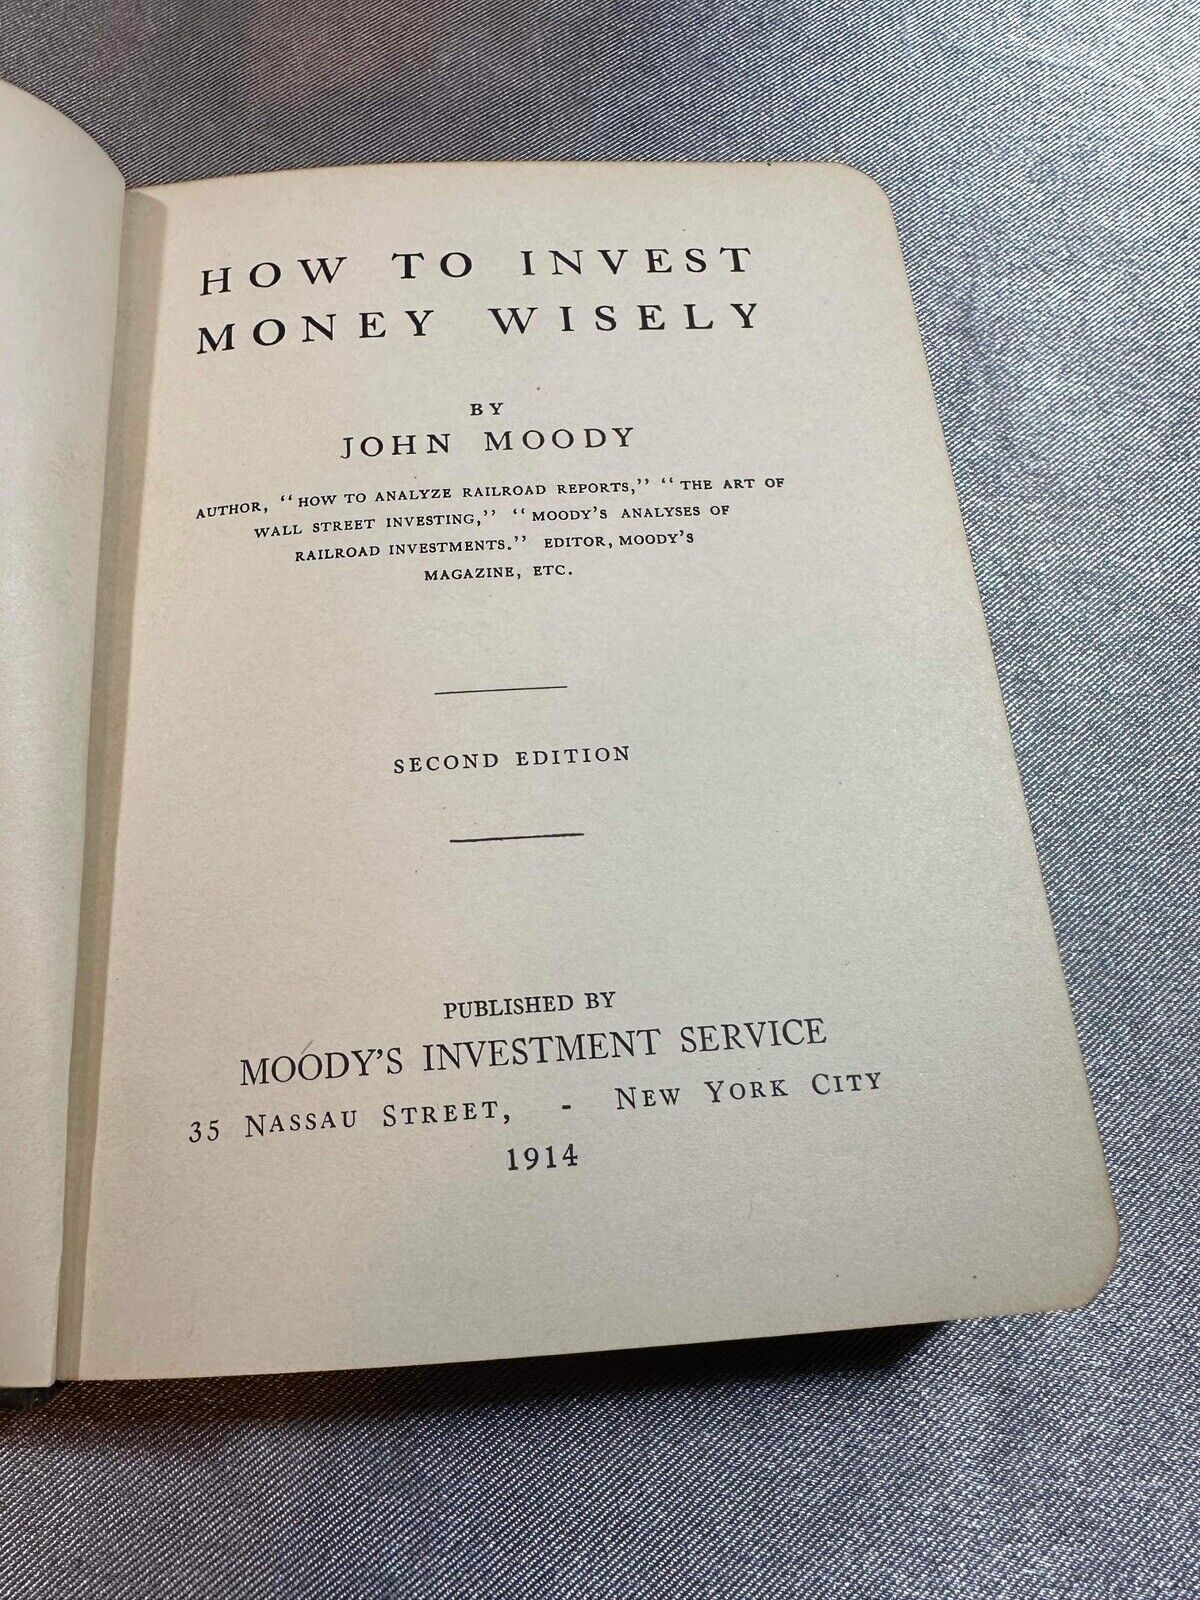 HOW TO INVEST
MONEY WISELY
BY
JOHN MOODY
AUTHOR, "HOW TO ANALYZE RAILROAD REPORTS," "THE ART OF
WALL STREET INVESTING," "MOODY'S ANALYSES OF
RAILROAD INVESTMENTS." EDITOR, MOODY'S
MAGAZINE, ETC.
SECOND EDITION
PUBLISHED BY
MOODY'S INVESTMENT SERVICE
35 NASSAU STREET, - NEW YORK CITY
1914